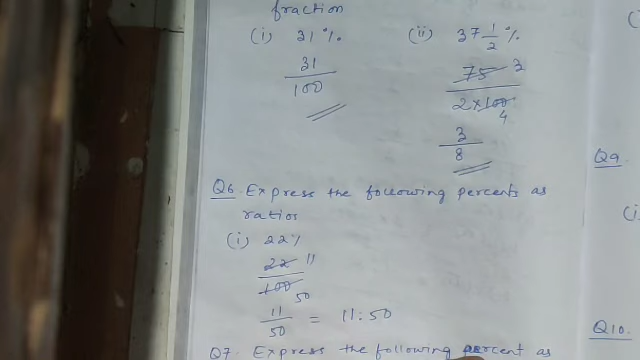 fraction
(i) 31% (ii) 37 1/2 %
31/100 75 3 / 2×100 4
3/8
Q6. Express the following percents as
ratios
(i) 22%
22 11 / 100 50
11/50 = 11:50
Q7. Express the following percent as
Q9.
(i.
Q10.